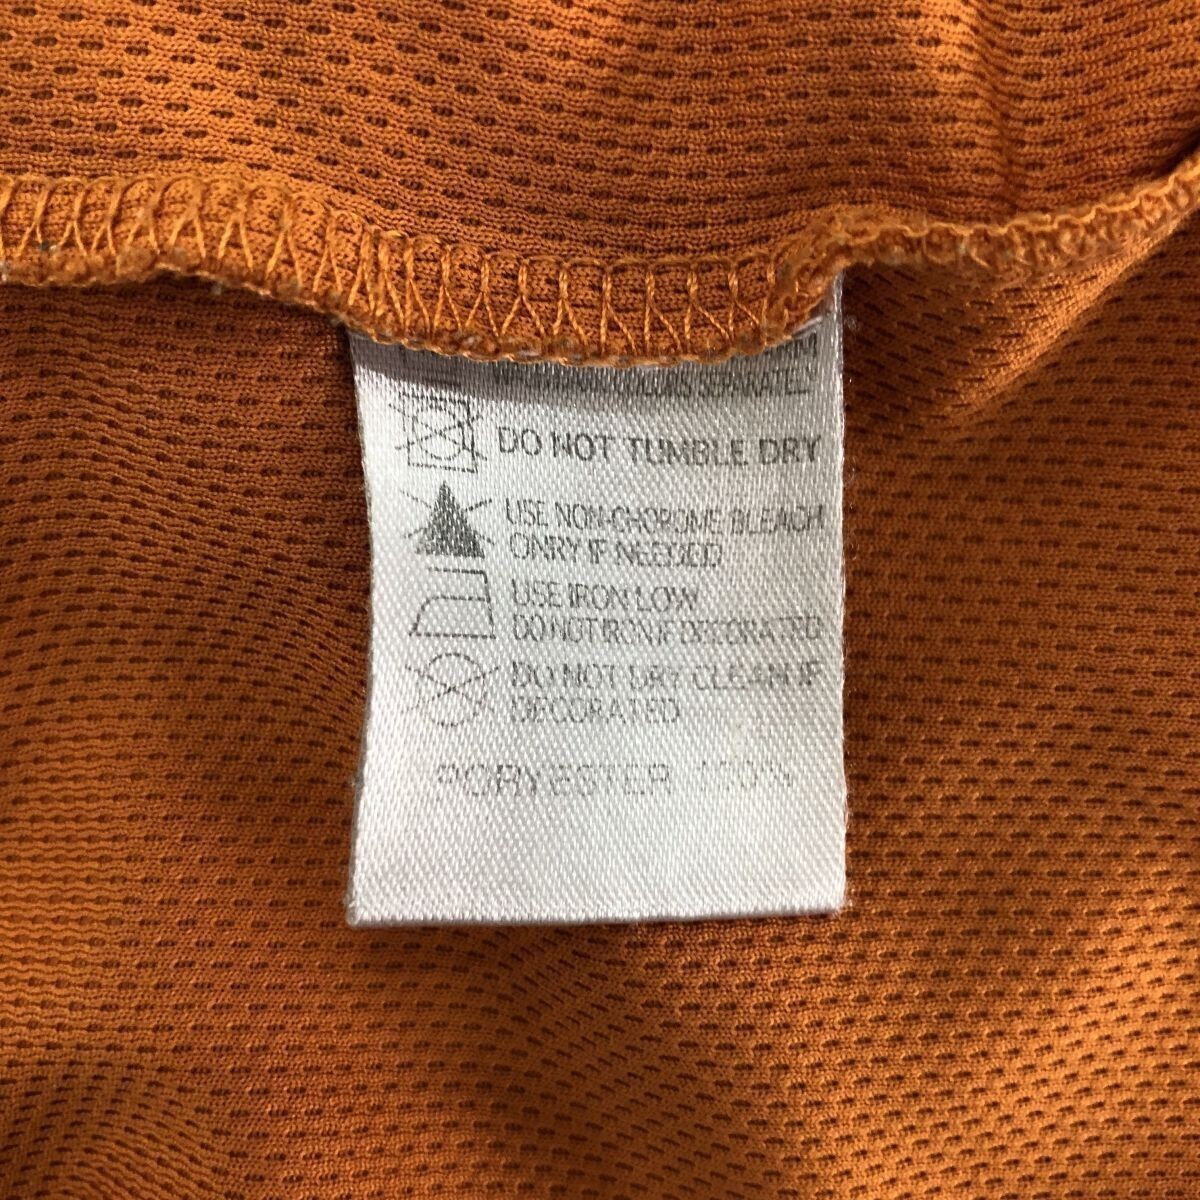 SEPARATEL
DO NOT TUMBLE DRY
USE NON-CHOROME BLEACH
ONRY IF NEEDED
USE IRON LOW
DO NOT IRON IF DECORATED
DO NOT DRY CLEAN IF
DECORATED
PORYESTER 100%